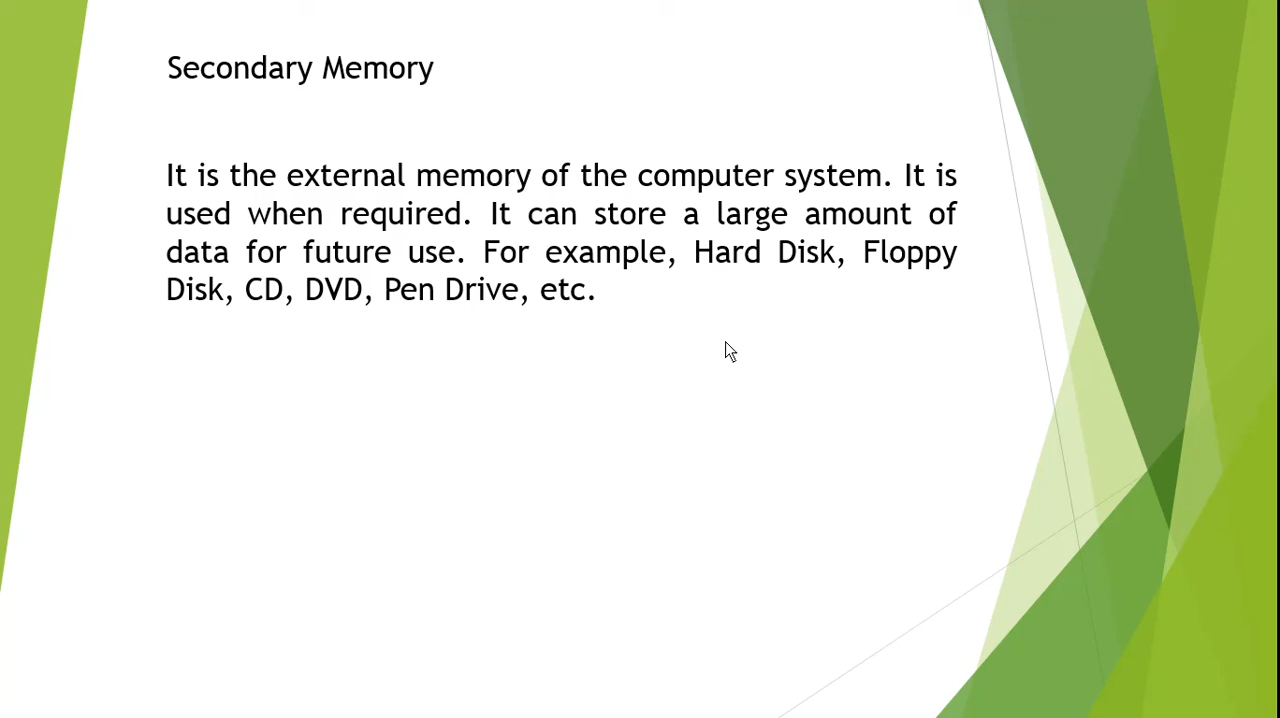 Secondary Memory
It is the external memory of the computer system. It is
used when required. It can store a large amount of
data for future use. For example, Hard Disk, Floppy
Disk, CD, DVD, Pen Drive, etc.